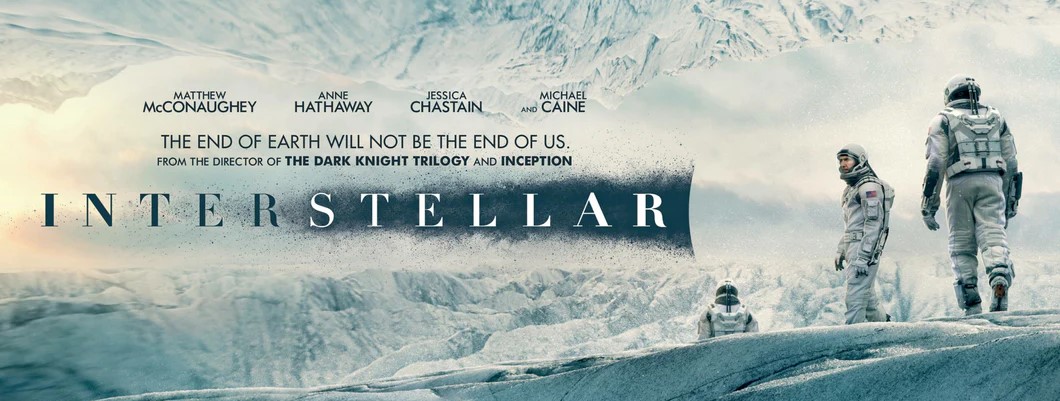 MATTHEW
McCONAUGHEY
ANNE
HATHAWAY
JESSICA
CHASTAIN
MICHAEL
AND CAINE
THE END OF EARTH WILL NOT BE THE END OF US.
FROM THE DIRECTOR OF THE DARK KNIGHT TRILOGY AND INCEPTION
INTERSTELLAR